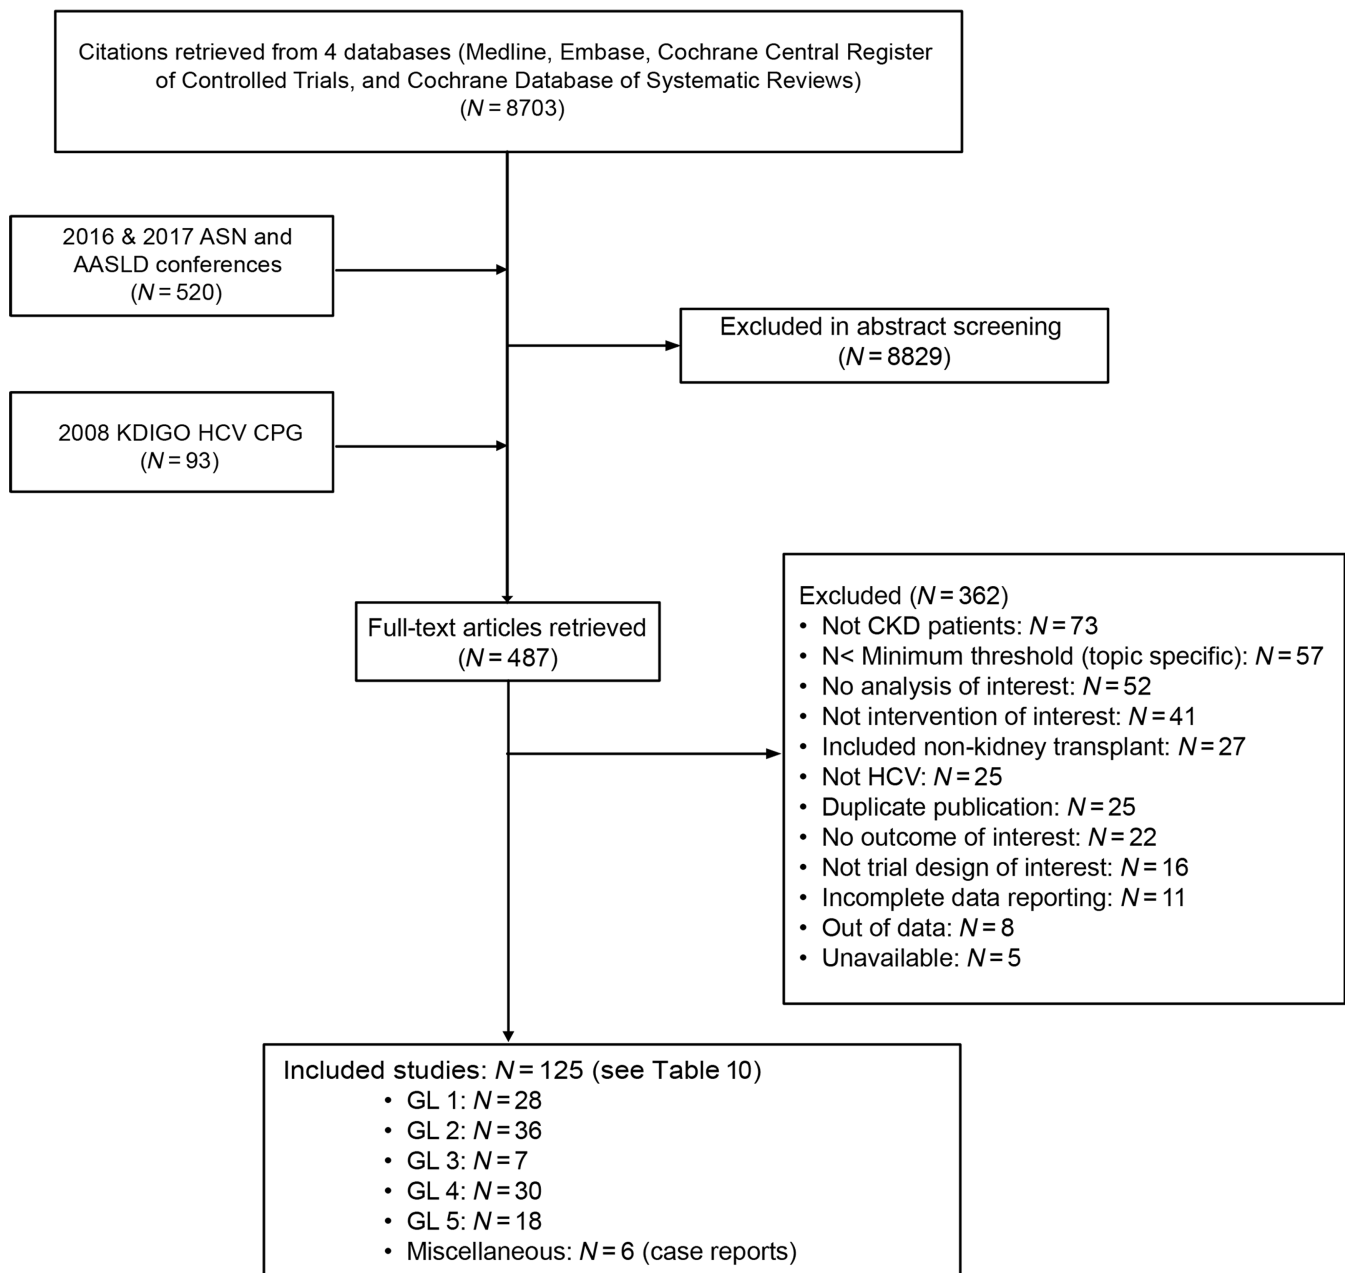 Citations retrieved from 4 databases (Medline, Embase, Cochrane Central Register
of Controlled Trials, and Cochrane Database of Systematic Reviews)
(N = 8703)
2016 & 2017 ASN and
AASLD conferences
(N = 520)
Excluded in abstract screening
(N = 8829)
2008 KDIGO HCV CPG
(N = 93)
Full-text articles retrieved
(N = 487)
Excluded (N = 362)
• Not CKD patients: N = 73
• N< Minimum threshold (topic specific): N = 57
• No analysis of interest: N = 52
• Not intervention of interest: N = 41
• Included non-kidney transplant: N = 27
• Not HCV: N = 25
• Duplicate publication: N = 25
• No outcome of interest: N = 22
• Not trial design of interest: N = 16
• Incomplete data reporting: N = 11
• Out of data: N = 8
• Unavailable: N = 5
Included studies: N = 125 (see Table 10)
• GL 1: N = 28
• GL 2: N = 36
• GL 3: N = 7
• GL 4: N = 30
• GL 5: N = 18
• Miscellaneous: N = 6 (case reports)